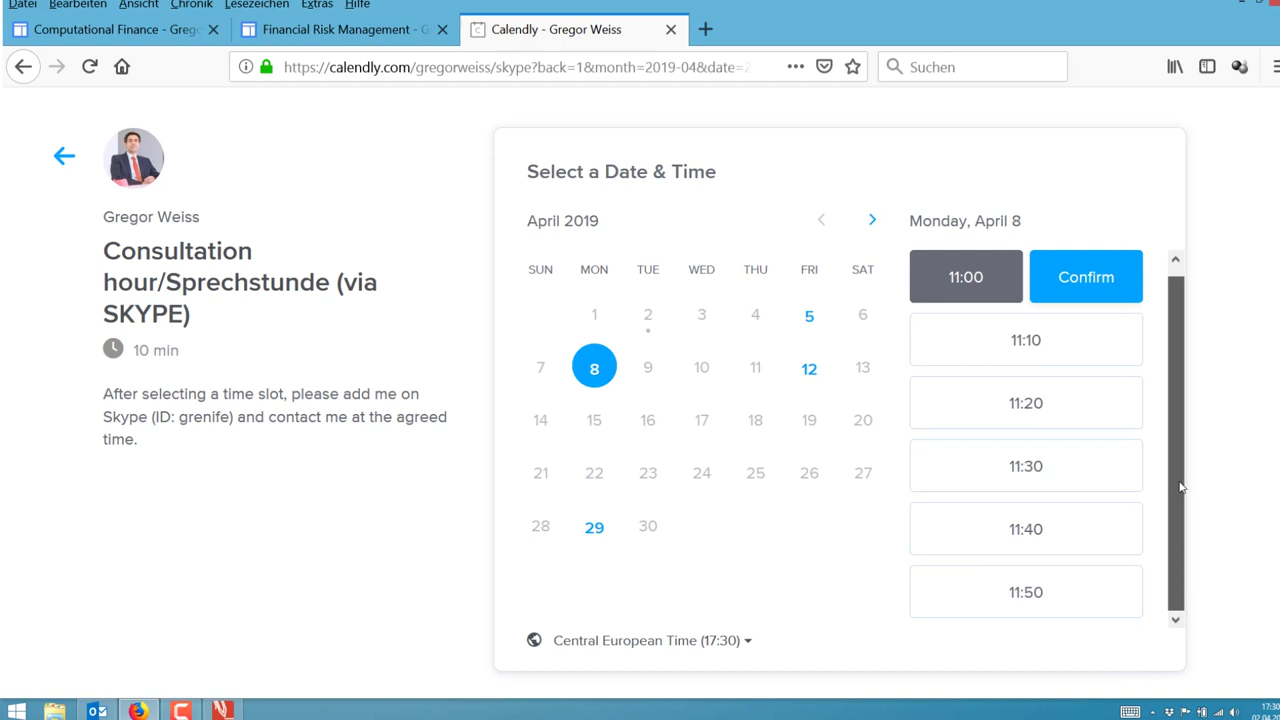 Datei Bearbeiten Ansicht Chronik Lesezeichen Extras Hilfe
Computational Finance - Grego
Financial Risk Management - G
Calendly - Gregor Weiss
https://calendly.com/gregorweiss/skype?back=1&month=2019-04&date=2
Suchen
Gregor Weiss
Consultation
hour/Sprechstunde (via
SKYPE)
10 min
After selecting a time slot, please add me on
Skype (ID: grenife) and contact me at the agreed
time.
Select a Date & Time
April 2019
SUN MON TUE WED THU FRI SAT
1 2 3 4 5 6
7 8 9 10 11 12 13
14 15 16 17 18 19 20
21 22 23 24 25 26 27
28 29 30
Central European Time (17:30)
Monday, April 8
11:00 Confirm
11:10
11:20
11:30
11:40
11:50
17:30